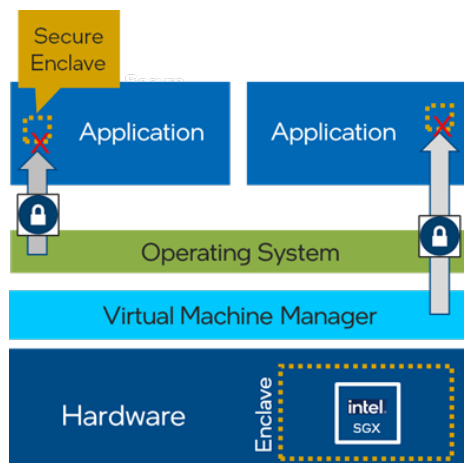 Secure
Enclave
Application
Application
Operating System
Virtual Machine Manager
Hardware
Enclave
intel.
SGX